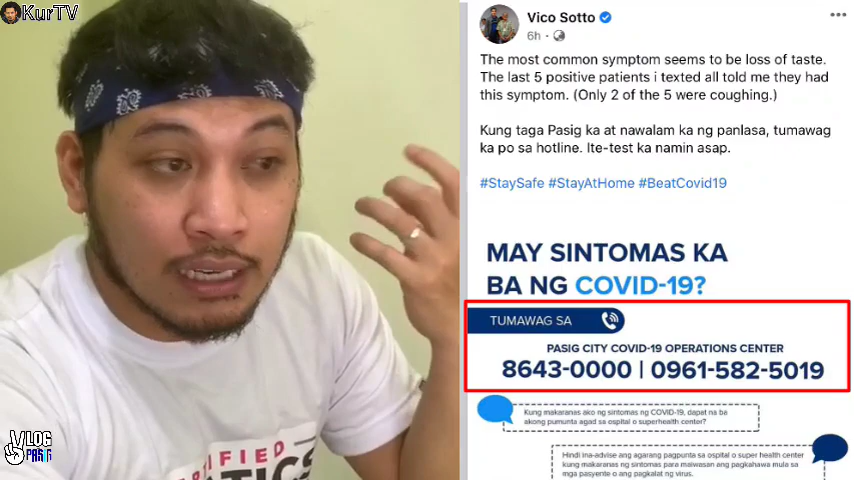 KurTV
Vico Sotto
6h
The most common symptom seems to be loss of taste.
The last 5 positive patients i texted all told me they had
this symptom. (Only 2 of the 5 were coughing.)
Kung taga Pasig ka at nawalam ka ng panlasa, tumawag
ka po sa hotline. Ite-test ka namin asap.
#StaySafe #StayAtHome #BeatCovid19
MAY SINTOMAS KA
BA NG COVID-19?
TUMAWAG SA
PASIG CITY COVID-19 OPERATIONS CENTER
8643-0000 | 0961-582-5019
Kung makaranas ako ng sintomas ng COVID-19, dapat na ba
akong pumunta agad sa ospital o superhealth center?
Hindi ina-advise ang agarang pagpunta sa ospital o super health center
kung makaranas ng sintomas para maiwasan ang pagkahawa mula sa
mga pasyente o ang pagkalat ng virus.
VLOG
PASIG